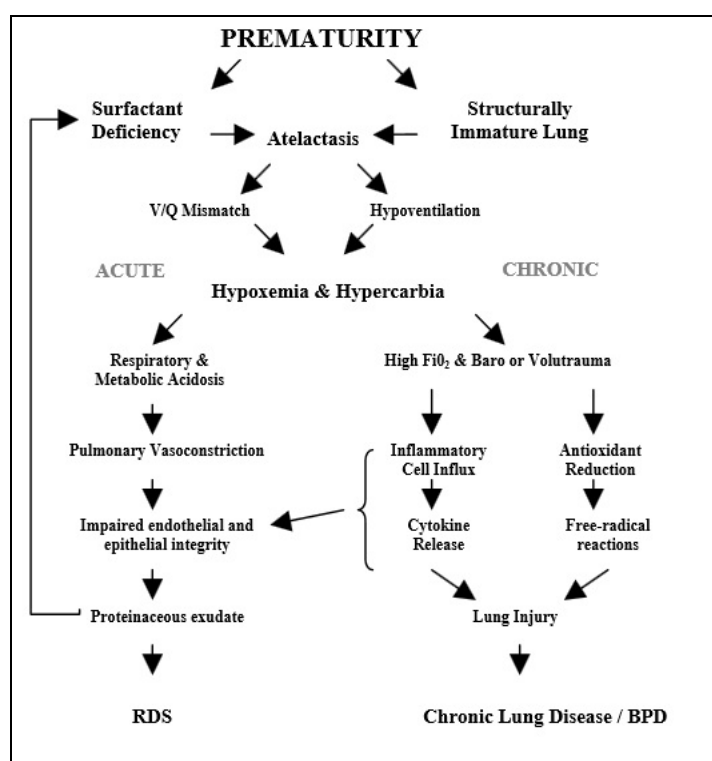 PREMATURITY
Surfactant
Deficiency
Structurally
Immature Lung
Atelactasis
V/Q Mismatch
Hypoventilation
ACUTE
CHRONIC
Hypoxemia & Hypercarbia
Respiratory &
Metabolic Acidosis
High Fi0₂ & Baro or Volutrauma
Pulmonary Vasoconstriction
Inflammatory
Cell Influx
Antioxidant
Reduction
Impaired endothelial and
epithelial integrity
Cytokine
Release
Free-radical
reactions
Proteinaceous exudate
Lung Injury
RDS
Chronic Lung Disease / BPD